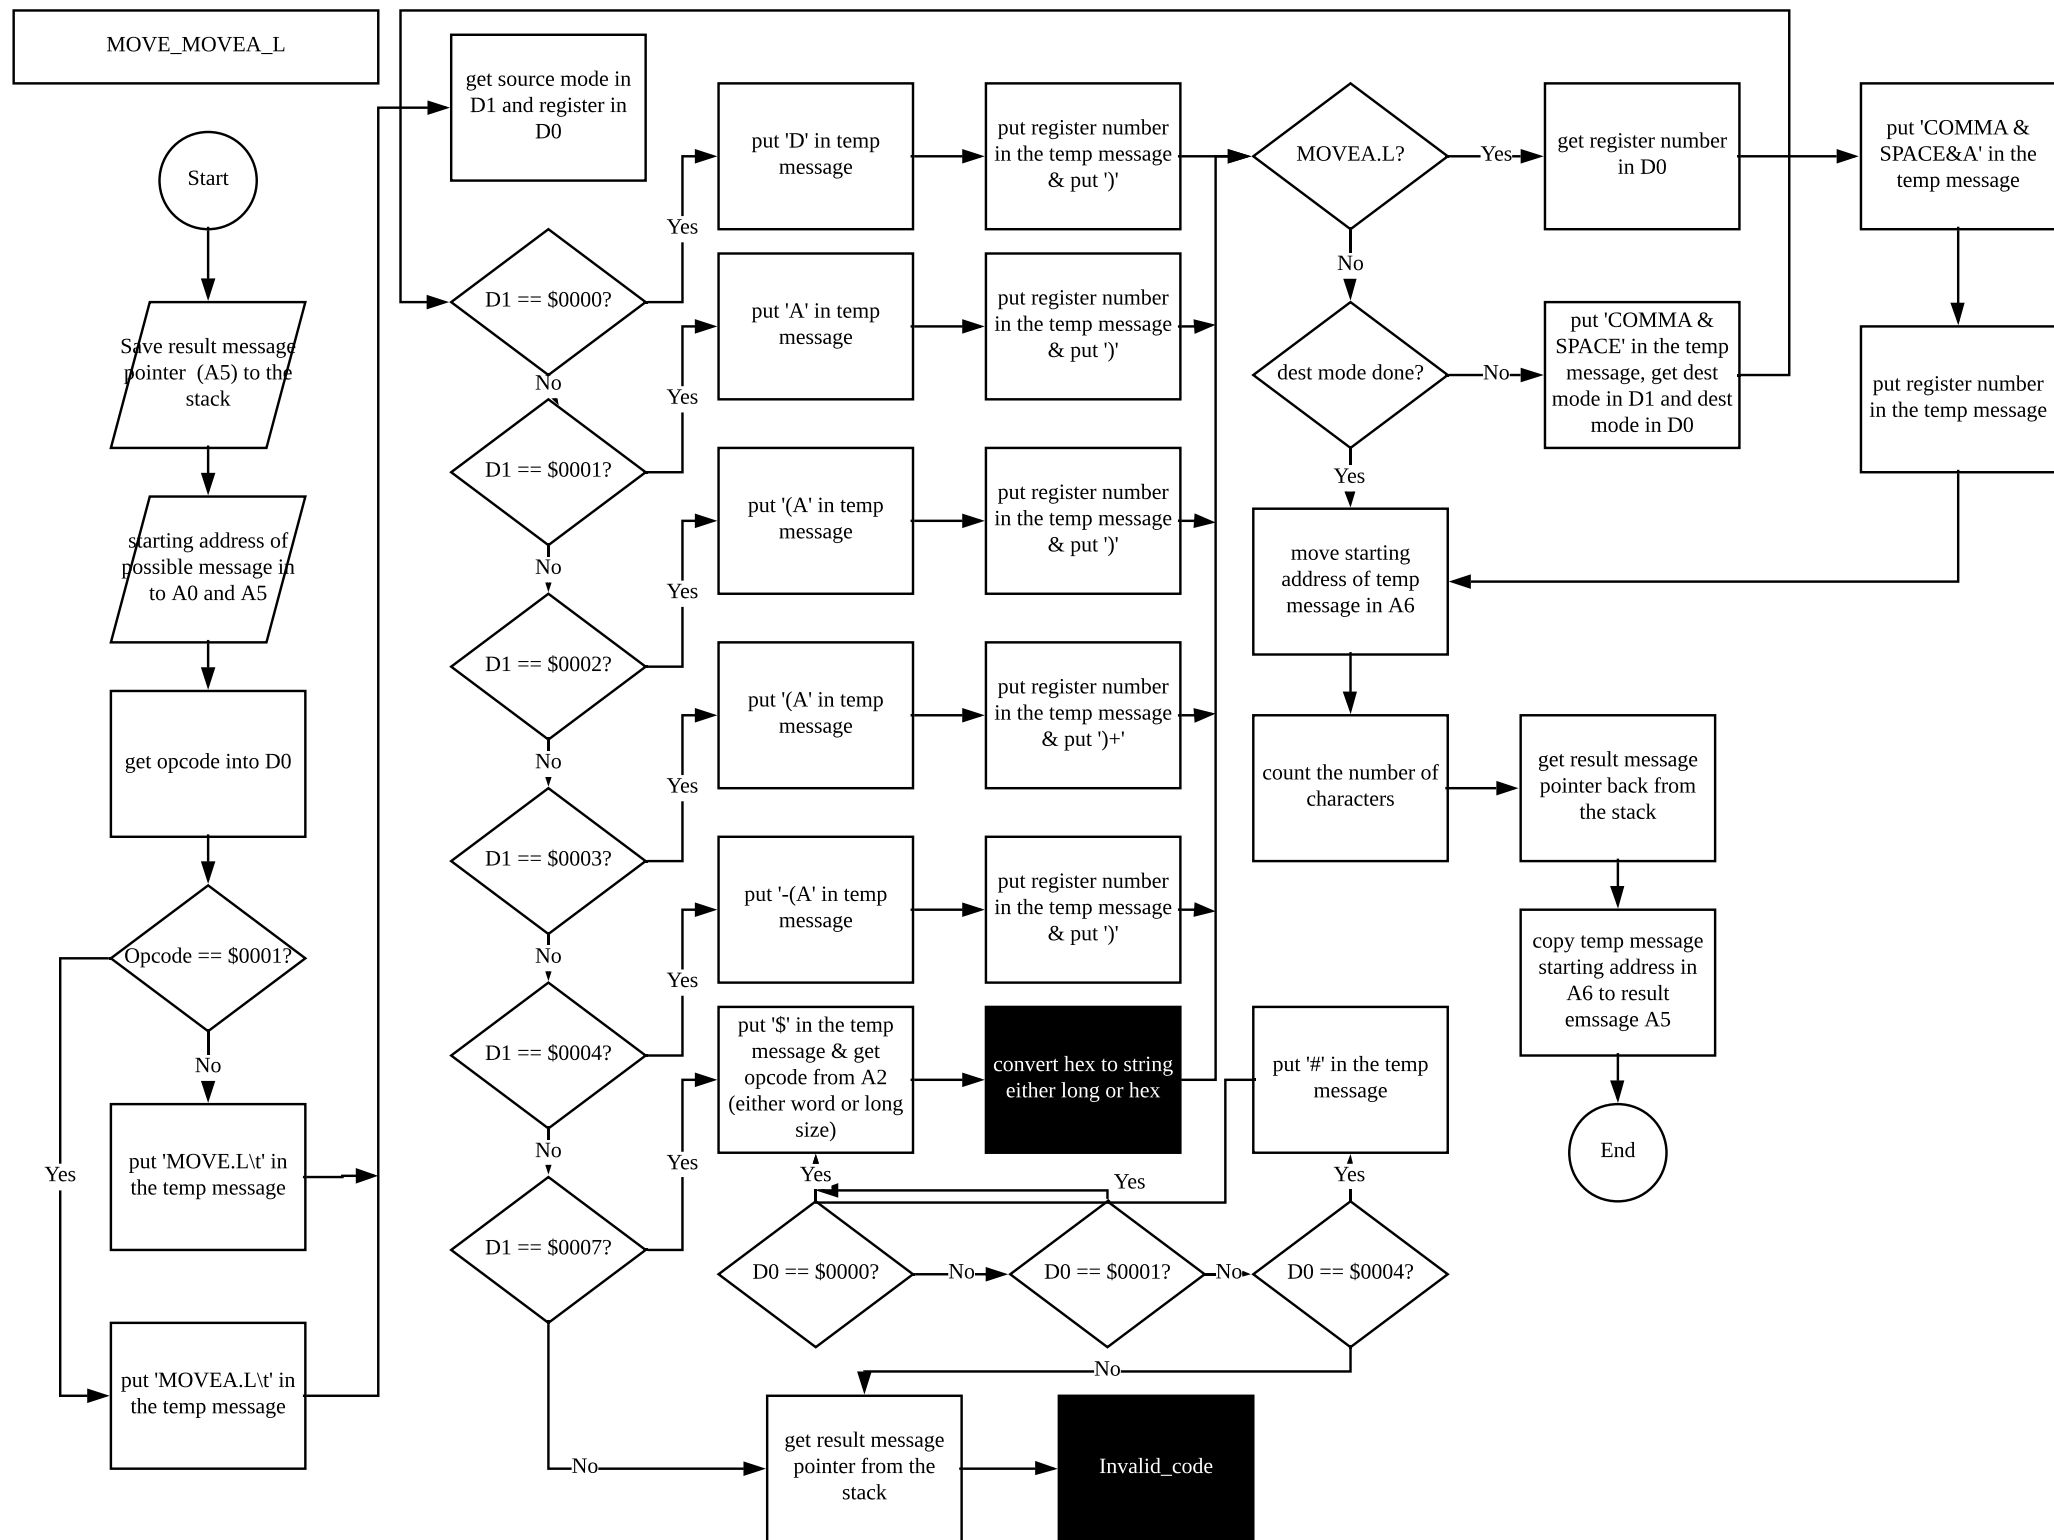 MOVE_MOVEA_L
Start
Save result message
pointer  (A5) to the
stack
starting address of
possible message in
to A0 and A5
get opcode into D0
Opcode == $0001?
No
Yes
put 'MOVE.L\t' in
the temp message
put 'MOVEA.L\t' in
the temp message
get source mode in
D1 and register in
D0
D1 == $0000?
Yes
No
put 'D' in temp
message
put register number
in the temp message
& put ')'
D1 == $0001?
Yes
No
put 'A' in temp
message
put register number
in the temp message
& put ')'
D1 == $0002?
Yes
No
put '(A' in temp
message
put register number
in the temp message
& put ')'
D1 == $0003?
Yes
No
put '(A' in temp
message
put register number
in the temp message
& put ')+'
D1 == $0004?
Yes
No
put '-(A' in temp
message
put register number
in the temp message
& put ')'
D1 == $0007?
Yes
No
put '$' in the temp
message & get
opcode from A2
(either word or long
size)
convert hex to string
either long or hex
put '#' in the temp
message
Yes
Yes
Yes
D0 == $0000?
No
D0 == $0001?
No
D0 == $0004?
No
get result message
pointer from the
stack
Invalid_code
MOVEA.L?
Yes
No
get register number
in D0
put 'COMMA &
SPACE&A' in the
temp message
put register number
in the temp message
dest mode done?
No
Yes
put 'COMMA &
SPACE' in the temp
message, get dest
mode in D1 and dest
mode in D0
move starting
address of temp
message in A6
count the number of
characters
get result message
pointer back from
the stack
copy temp message
starting address in
A6 to result
emssage A5
End